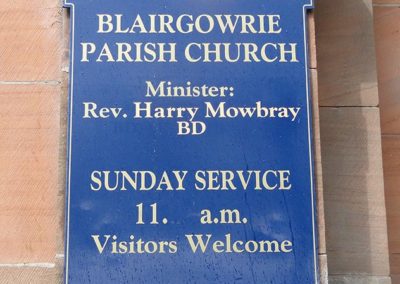 BLAIRGOWRIE
PARISH CHURCH
Minister:
Rev. Harry Mowbray
BD
SUNDAY SERVICE
11. a.m.
Visitors Welcome